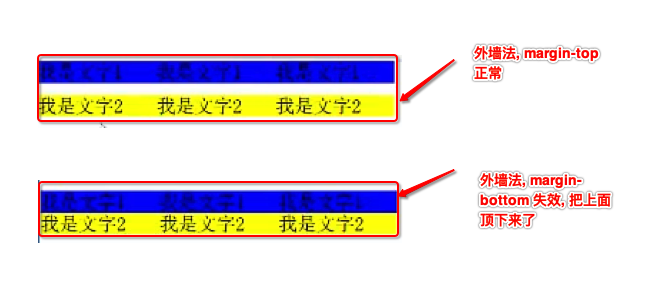 外墙法, margin-top
正常
我是文字1 我是文字1 我是文字1
我是文字2 我是文字2 我是文字2
外墙法, margin-
bottom 失效, 把上面
顶下来了
我是文字1 我是文字1 我是文字1
我是文字2 我是文字2 我是文字2